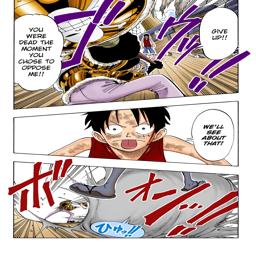 GIVE
UP!!
YOU
WERE
DEAD THE
MOMENT
YOU
CHOSE TO
OPPOSE
ME!!
ゴ
ウッ!!
WE'LL
SEE
ABOUT
THAT!
オン!!
ボ
ひゅっ!!